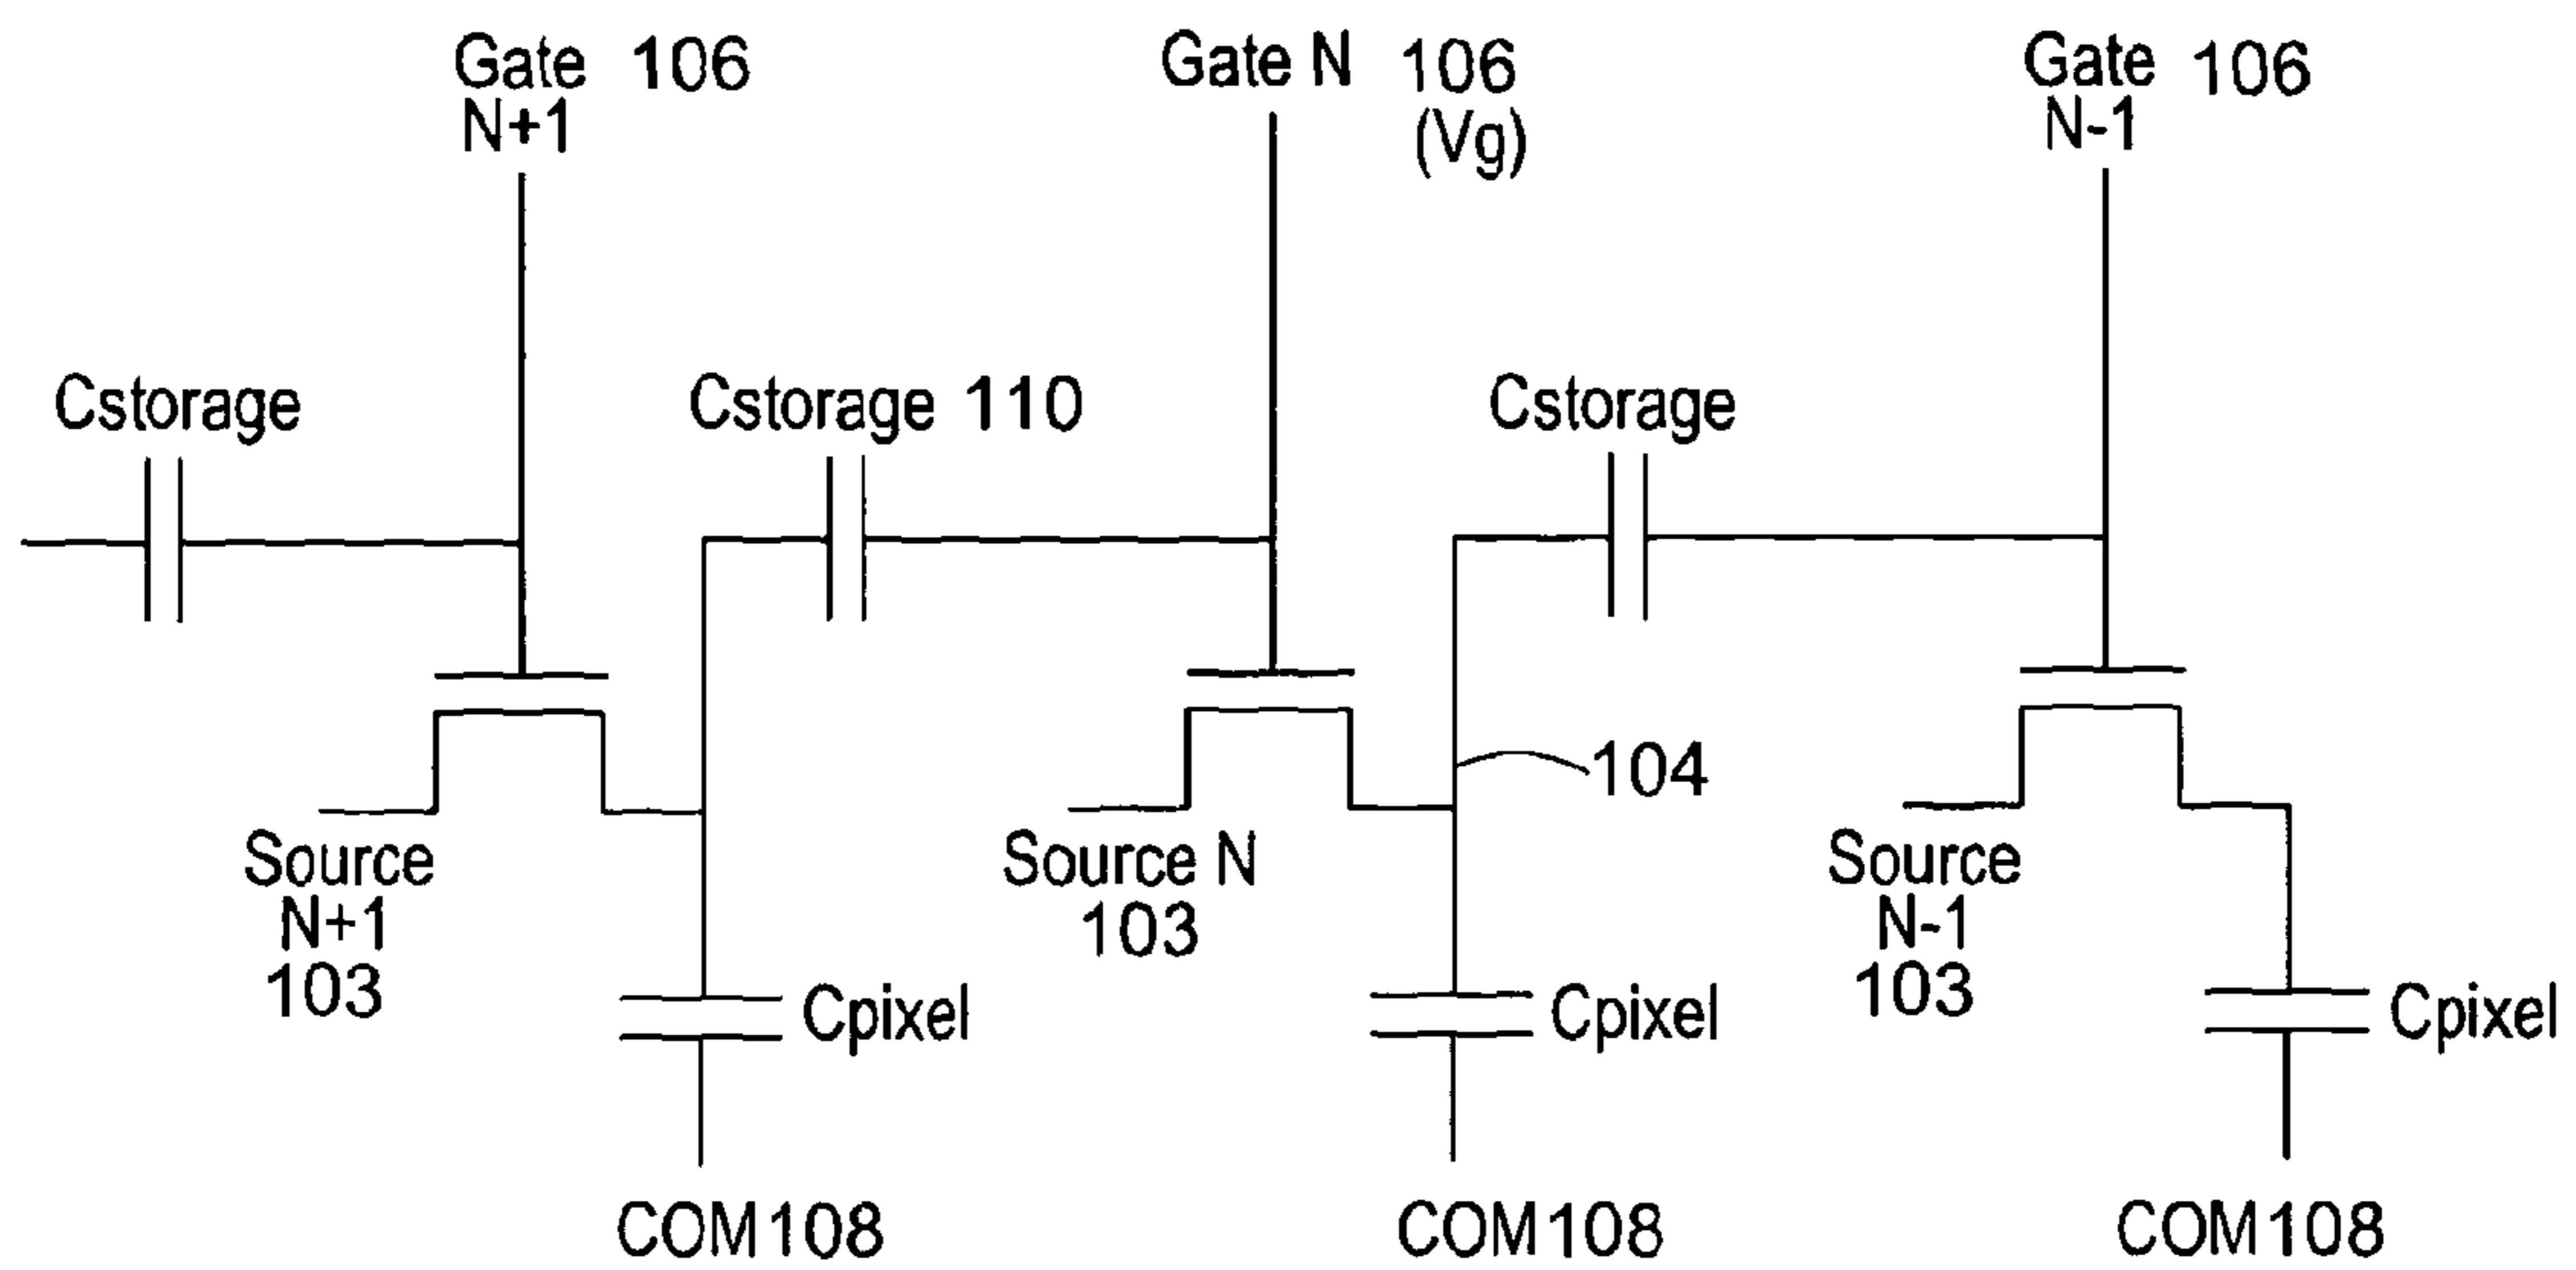 Gate 106
N+1
Gate N 106
(Vg)
Gate 106
N-1
Cstorage
Cstorage 110
Cstorage
104
Source
N+1
103
Source N
103
Source
N-1
103
Cpixel
Cpixel
Cpixel
COM108
COM108
COM108